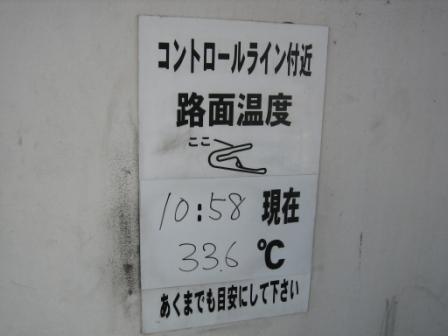 コントロールライン付近
路面温度
ここ
10:58 現在
33.6 ℃
あくまでも目安にして下さい